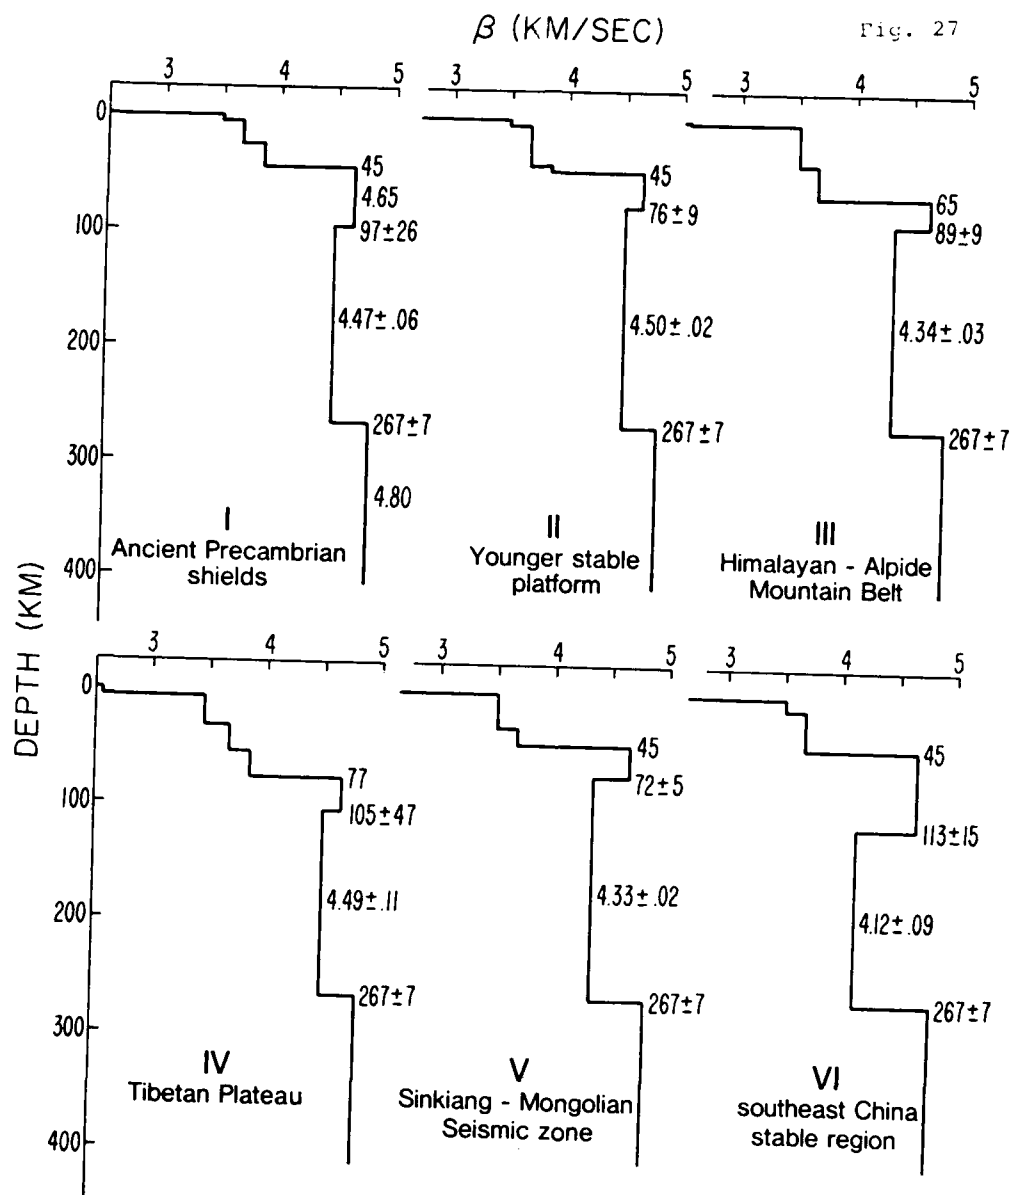 β (KM/SEC)
Fig. 27
3 4 5
3 4 5
3 4 5
0
100
200
300
400
DEPTH (KM)
45
4.65
97±26
4.47±.06
267±7
4.80
I
Ancient Precambrian
shields
45
76±9
4.50±.02
267±7
II
Younger stable
platform
65
89±9
4.34±.03
267±7
III
Himalayan - Alpide
Mountain Belt
3 4 5
3 4 5
3 4 5
0
100
200
300
400
77
105±47
4.49±.11
267±7
IV
Tibetan Plateau
45
72±5
4.33±.02
267±7
V
Sinkiang - Mongolian
Seismic zone
45
113±15
4.12±.09
267±7
VI
southeast China
stable region